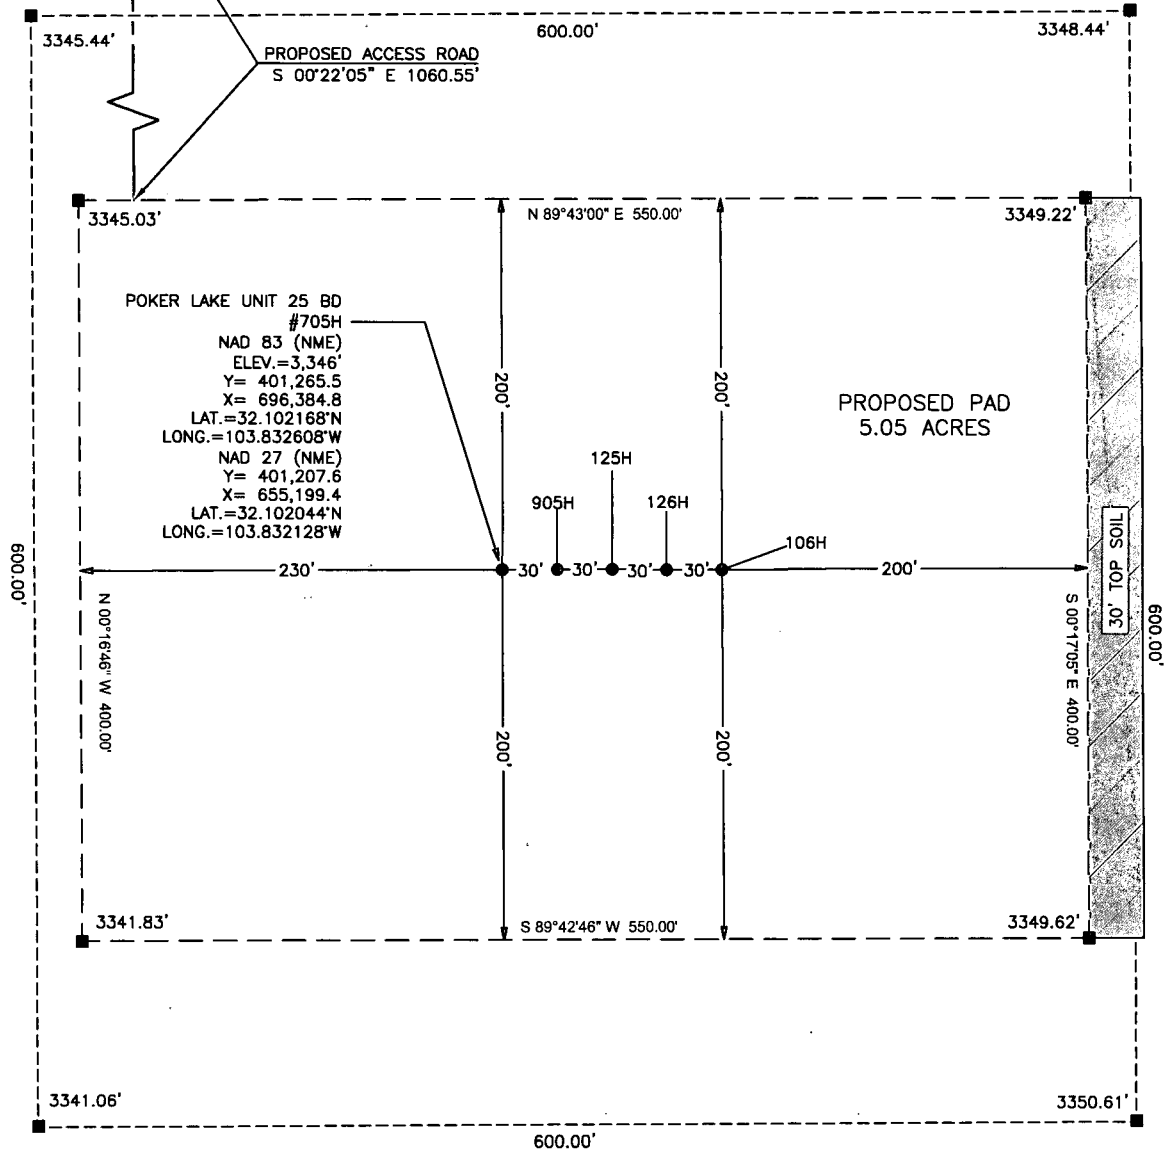 3345.44'
600.00'
3348.44'
PROPOSED ACCESS ROAD
S 00°22'05" E 1060.55'
3345.03'
N 89°43'00" E 550.00'
3349.22'
POKER LAKE UNIT 25 BD
#705H
NAD 83 (NME)
ELEV.=3,346'
Y= 401,265.5
X= 696,384.8
LAT.=32.102168°N
LONG.=103.832608°W
NAD 27 (NME)
Y= 401,207.6
X= 655,199.4
LAT.=32.102044°N
LONG.=103.832128°W
200'
200'
PROPOSED PAD
5.05 ACRES
125H
905H
126H
106H
230'
30'
30'
30'
30'
200'
600.00'
N 00°16'46" W 400.00'
S 00°17'05" E 400.00'
30' TOP SOIL
600.00'
200'
200'
3341.83'
S 89°42'46" W 550.00'
3349.62'
3341.06'
3350.61'
600.00'